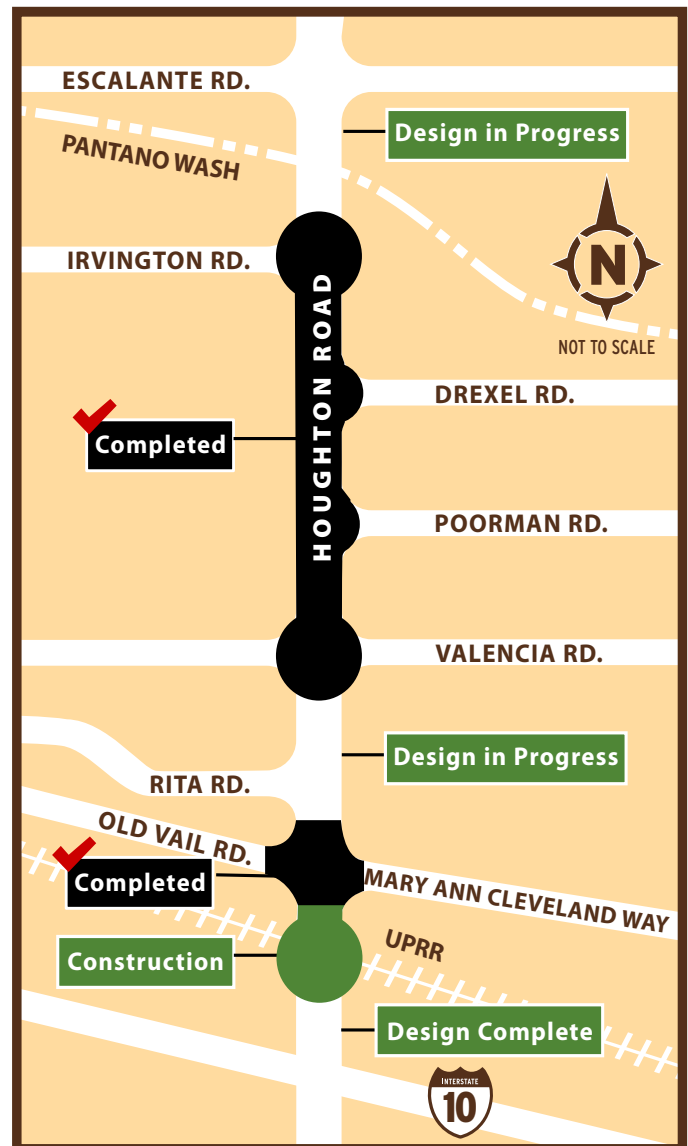 ESCALANTE RD.
Design in Progress
PANTANO WASH
IRVINGTON RD.
N
NOT TO SCALE
HOUGHTON ROAD
DREXEL RD.
Completed
POORMAN RD.
VALENCIA RD.
Design in Progress
RITA RD.
OLD VAIL RD.
Completed
MARY ANN CLEVELAND WAY
UPRR
Construction
Design Complete
INTERSTATE
10